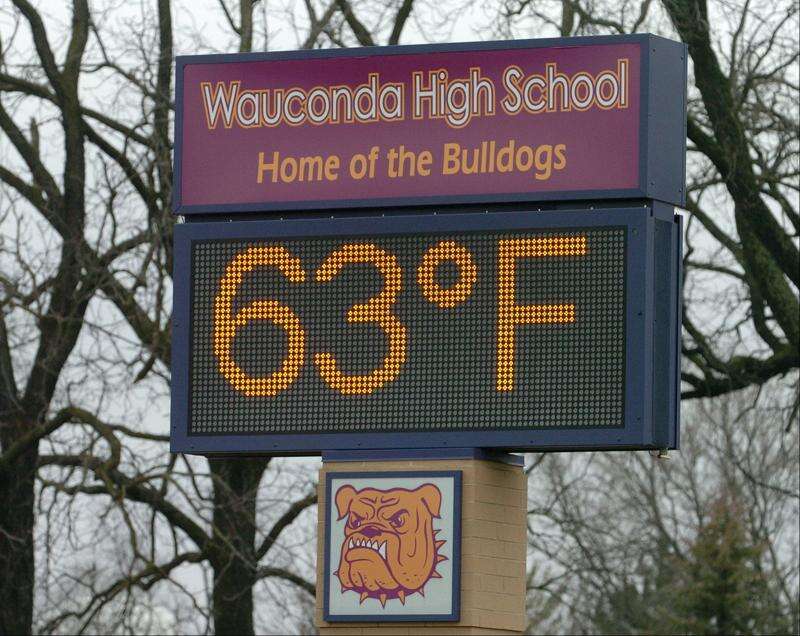 Wauconda High School
Home of the Bulldogs
63°F